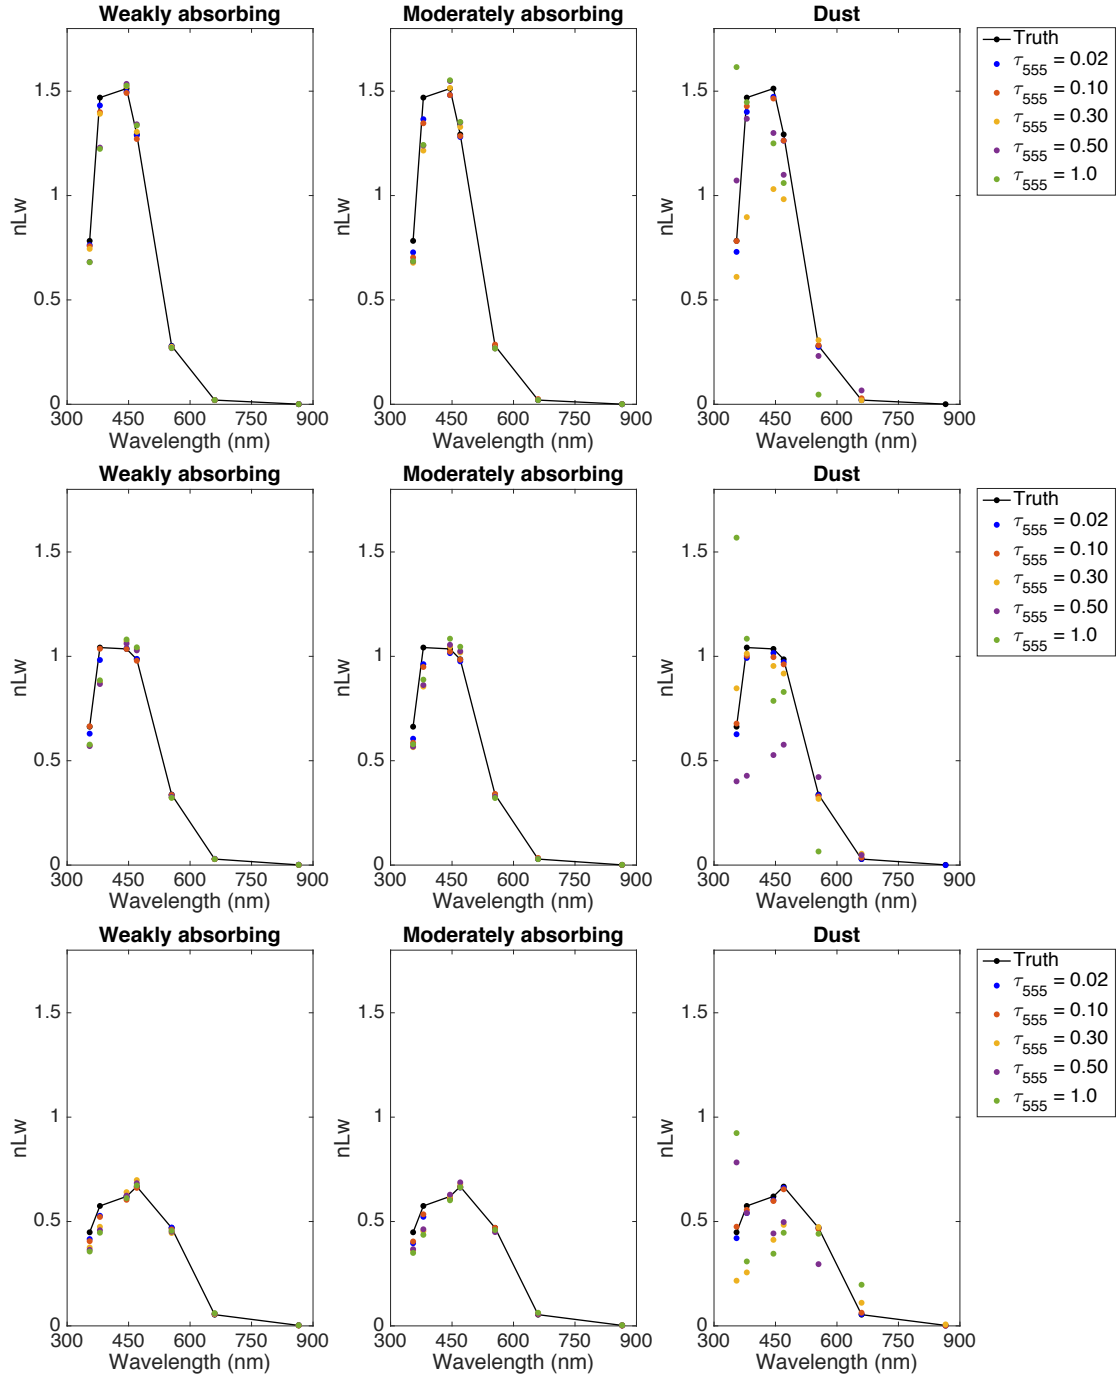 Weakly absorbing
Moderately absorbing
Dust
nLw
1.5
1
0.5
0
300 450 600 750 900
Wavelength (nm)
nLw
1.5
1
0.5
0
300 450 600 750 900
Wavelength (nm)
nLw
1.5
1
0.5
0
300 450 600 750 900
Wavelength (nm)
Truth
τ555 = 0.02
τ555 = 0.10
τ555 = 0.30
τ555 = 0.50
τ555 = 1.0
Weakly absorbing
Moderately absorbing
Dust
nLw
1.5
1
0.5
0
300 450 600 750 900
Wavelength (nm)
nLw
1.5
1
0.5
0
300 450 600 750 900
Wavelength (nm)
nLw
1.5
1
0.5
0
300 450 600 750 900
Wavelength (nm)
Truth
τ555 = 0.02
τ555 = 0.10
τ555 = 0.30
τ555 = 0.50
τ555 = 1.0
Weakly absorbing
Moderately absorbing
Dust
nLw
1.5
1
0.5
0
300 450 600 750 900
Wavelength (nm)
nLw
1.5
1
0.5
0
300 450 600 750 900
Wavelength (nm)
nLw
1.5
1
0.5
0
300 450 600 750 900
Wavelength (nm)
Truth
τ555 = 0.02
τ555 = 0.10
τ555 = 0.30
τ555 = 0.50
τ555 = 1.0